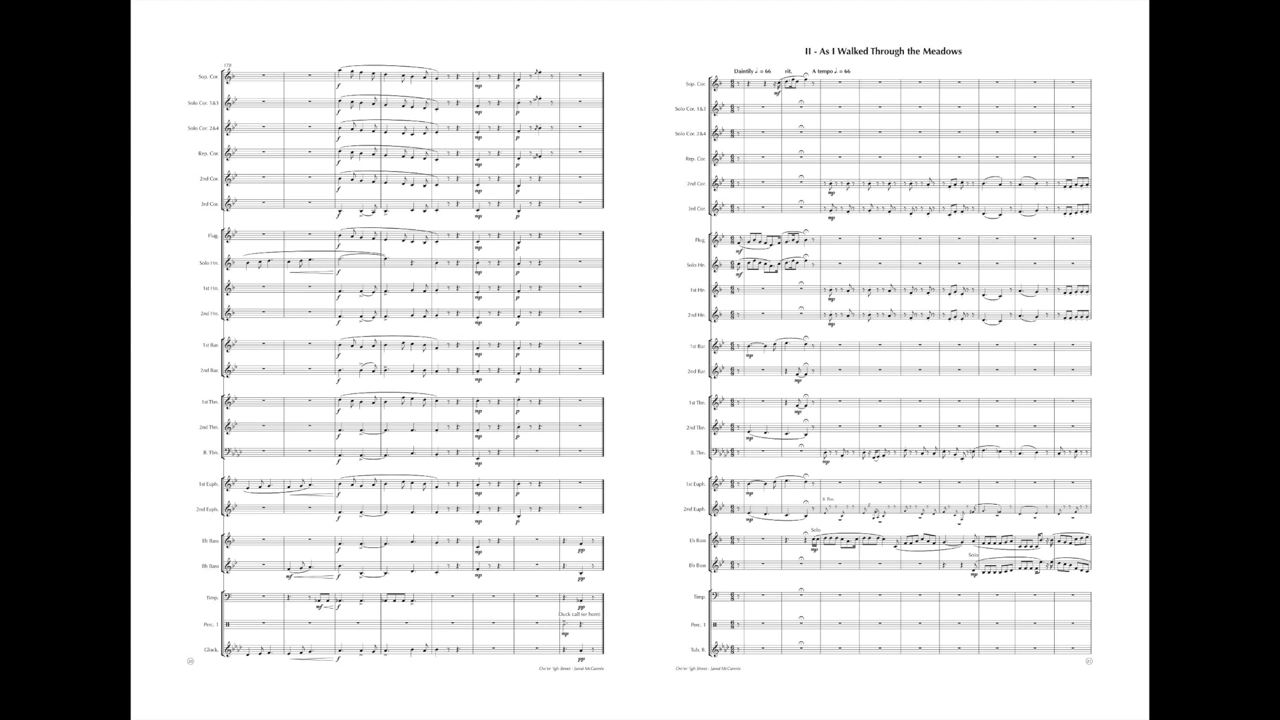 178
Sop. Cor.
Solo Cor. 1&3
Solo Cor. 2&4
Rep. Cor.
2nd Cor.
3rd Cor.
Flug.
Solo Hn.
1st Hn.
2nd Hn.
1st Bar.
2nd Bar.
1st Tbn.
2nd Tbn.
B. Tbn.
1st Euph.
2nd Euph.
Eb Bass
Bb Bass
Timp.
Duck call (or horn)
Perc. 1
Glock.
20
II - As I Walked Through the Meadows
Daintily ♩. = 66 rit. A tempo ♩. = 66
Sop. Cor.
Solo Cor. 1&3
Solo Cor. 2&4
Rep. Cor.
2nd Cor.
3rd Cor.
Flug.
Solo Hn.
1st Hn.
2nd Hn.
1st Bar.
2nd Bar.
1st Tbn.
2nd Tbn.
B. Tbn.
1st Euph.
B. Tbn.
2nd Euph.
Solo
Eb Bass
Solo
Bb Bass
Timp.
Perc. 1
Tub. B.
21